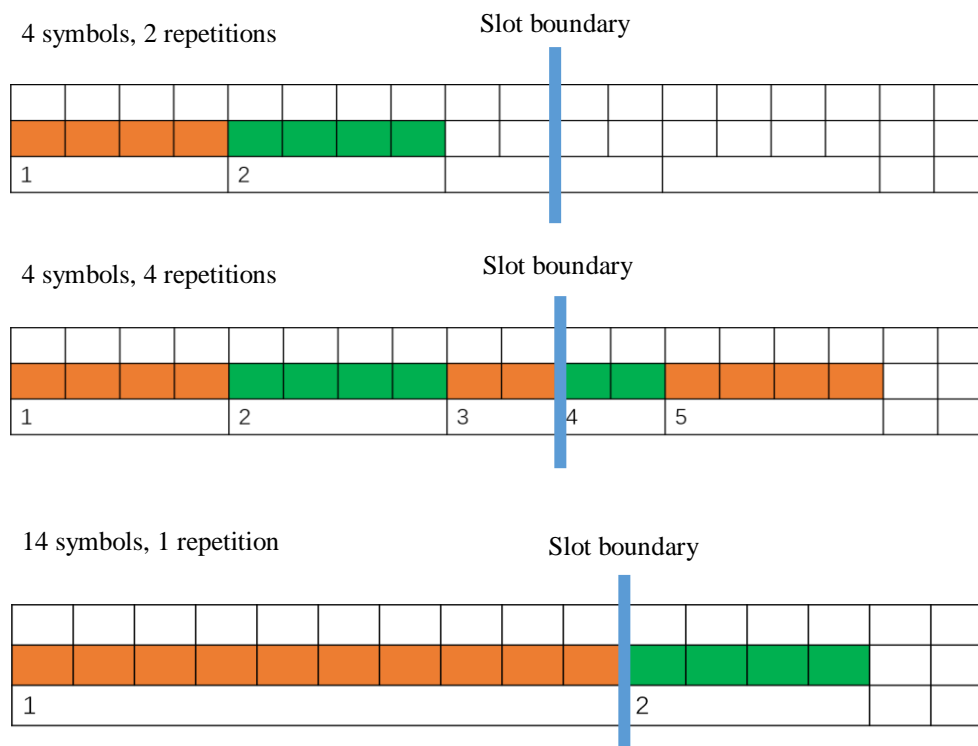 4 symbols, 2 repetitions
Slot boundary
1 2
4 symbols, 4 repetitions
Slot boundary
1 2 3 4 5
14 symbols, 1 repetition
Slot boundary
1 2